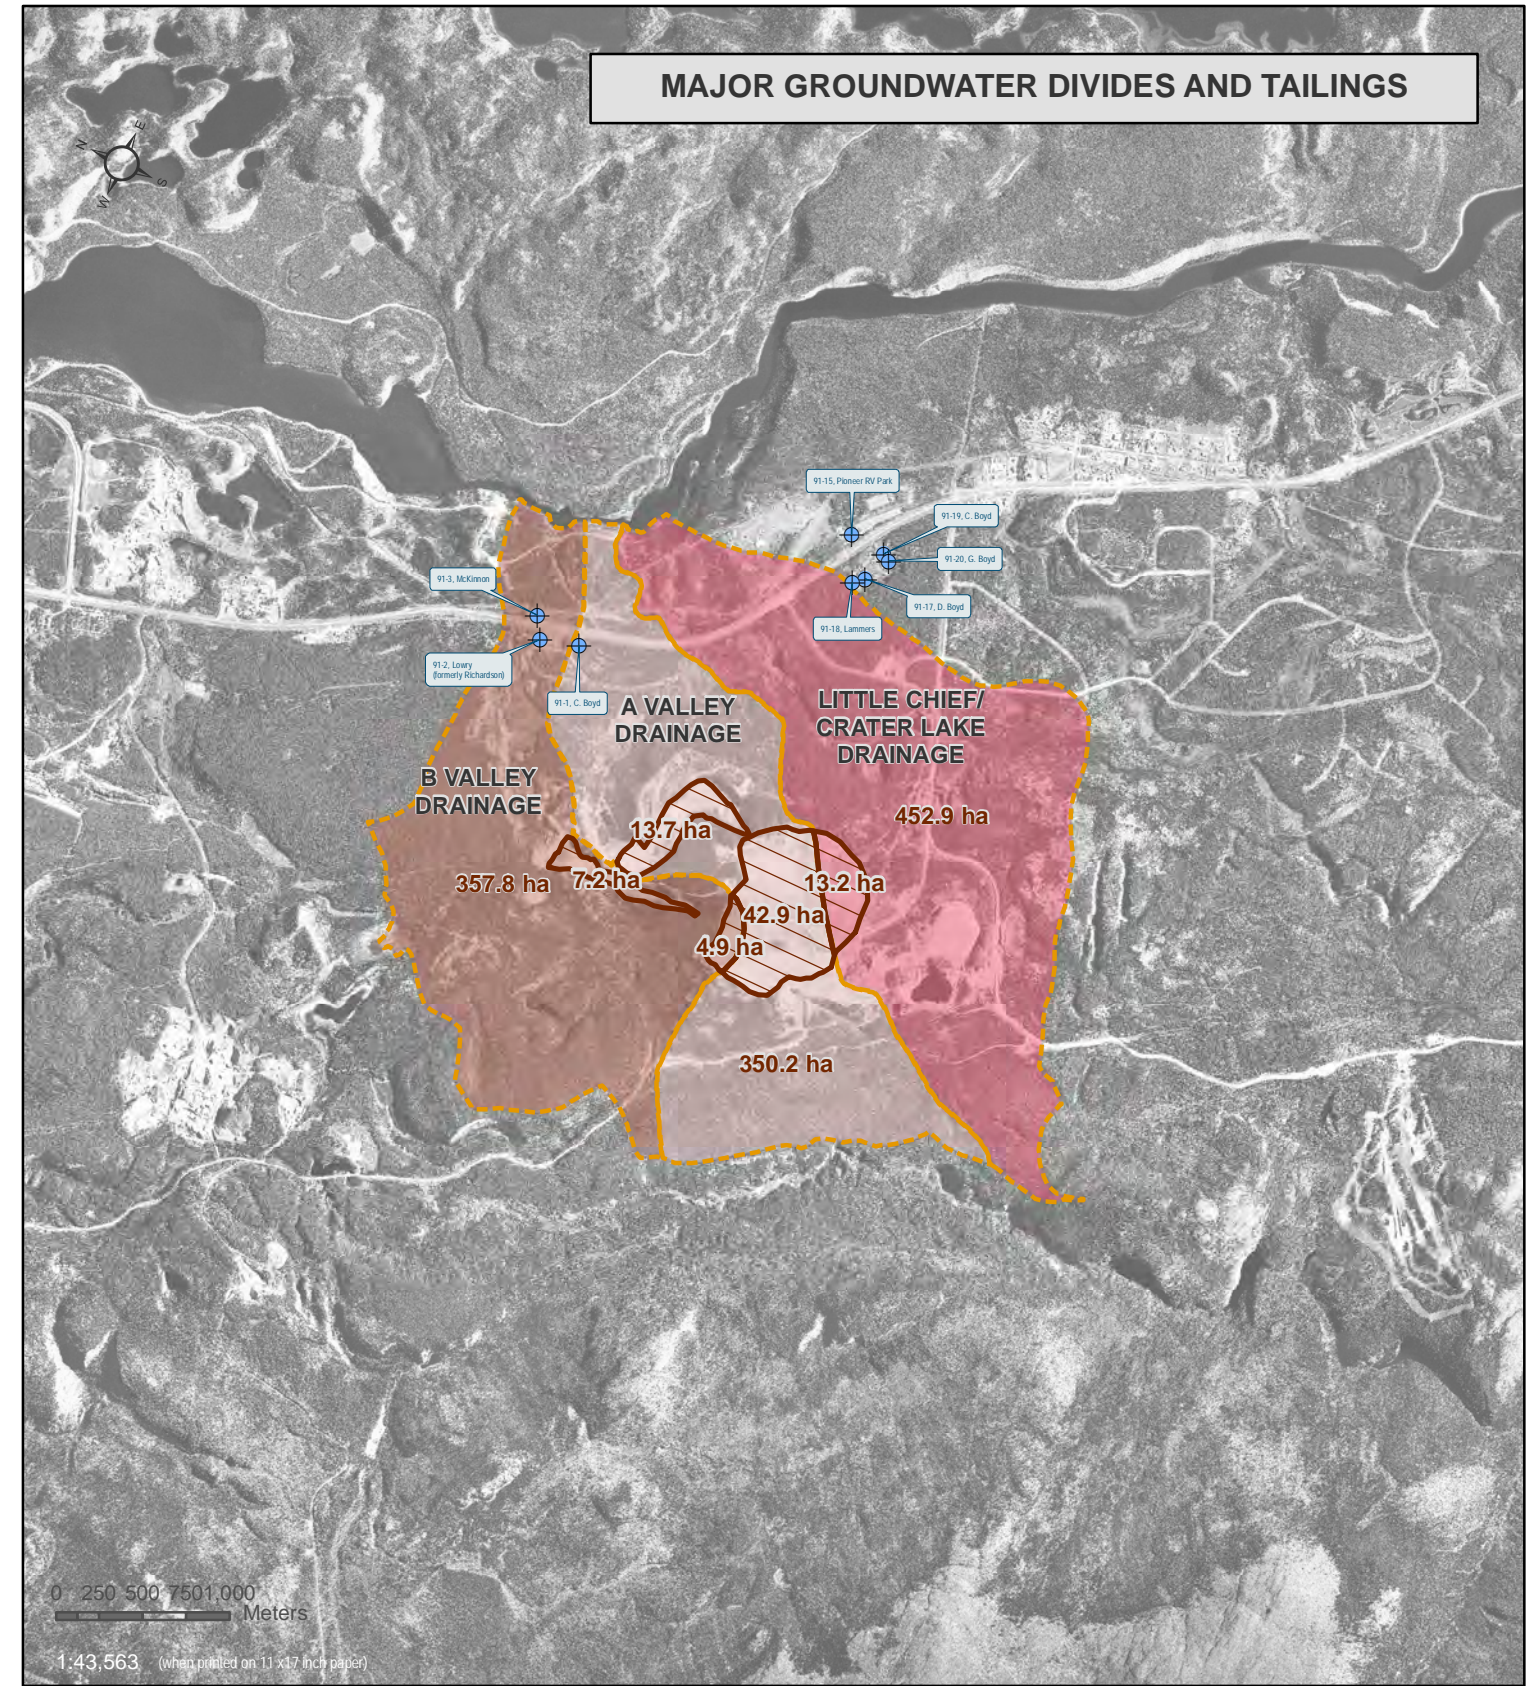 MAJOR GROUNDWATER DIVIDES AND TAILINGS
N
E
S
W
91-15, Pioneer RV Park
91-19, C. Boyd
91-20, G. Boyd
91-3, McKinnon
91-17, D. Boyd
91-18, Lammers
91-2, Lowry
(formerly Richardson)
91-1, C. Boyd
A VALLEY
DRAINAGE
LITTLE CHIEF/
CRATER LAKE
DRAINAGE
B VALLEY
DRAINAGE
452.9 ha
13.7 ha
357.8 ha
7.2 ha
13.2 ha
42.9 ha
4.9 ha
350.2 ha
0 250 500 750 1,000
Meters
1:43,563 (when printed on 11 x17 inch paper)